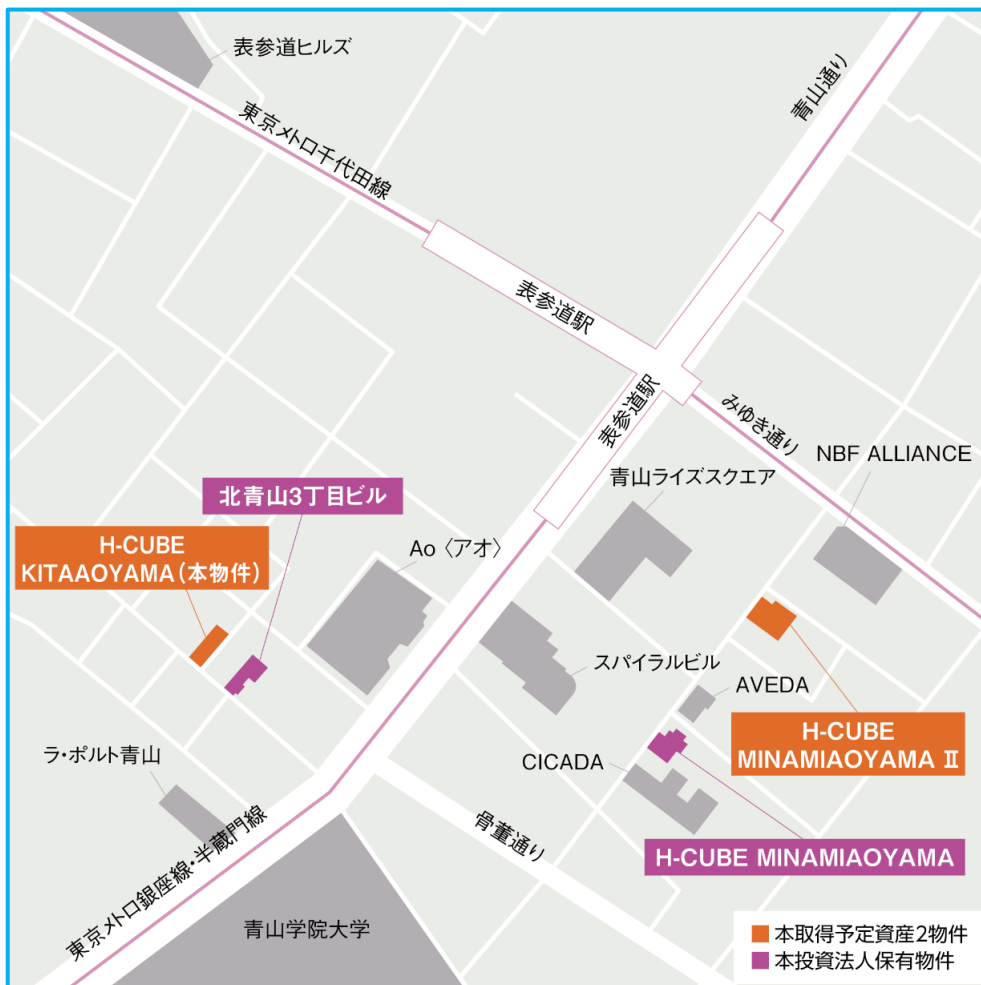 表参道ヒルズ
青山通り
東京メトロ千代田線
表参道駅
表参道駅
みゆき通り
NBF ALLIANCE
青山ライズスクエア
北青山3丁目ビル
H-CUBE
KITAAOYAMA（本物件）
Ao〈アオ〉
スパイラルビル
AVEDA
H-CUBE
MINAMIAOYAMA Ⅱ
ラ・ポルト青山
CICADA
骨董通り
H-CUBE MINAMIAOYAMA
東京メトロ銀座線・半蔵門線
青山学院大学
本取得予定資産2物件
本投資法人保有物件